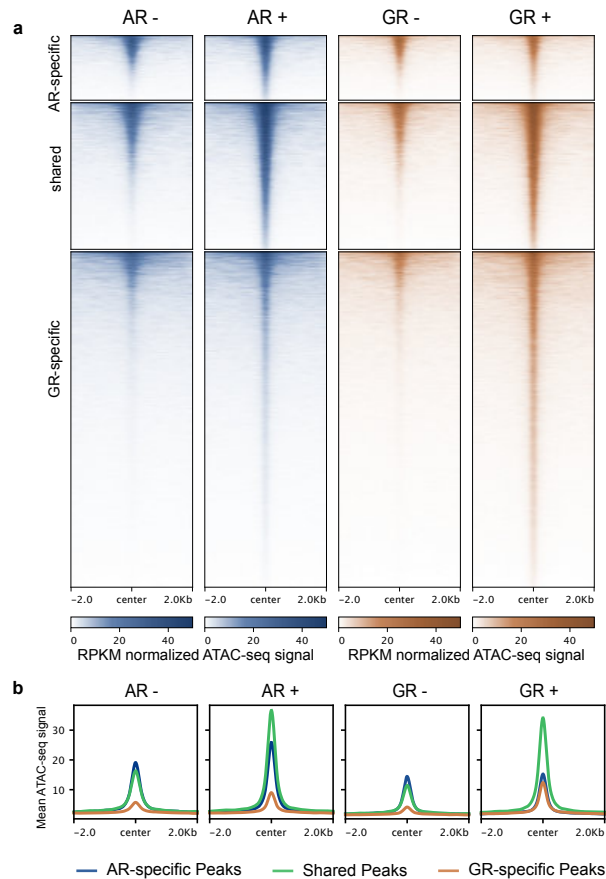 a
AR - AR + GR - GR +
AR-specific
shared
GR-specific
−2.0 center 2.0Kb −2.0 center 2.0Kb −2.0 center 2.0Kb −2.0 center 2.0Kb
0 20 40 0 20 40 0 20 40 0 20 40
RPKM normalized ATAC-seq signal RPKM normalized ATAC-seq signal
b
AR - AR + GR - GR +
Mean ATAC-seq signal
30
20
10
−2.0 center 2.0Kb −2.0 center 2.0Kb −2.0 center 2.0Kb −2.0 center 2.0Kb
AR-specific Peaks Shared Peaks GR-specific Peaks